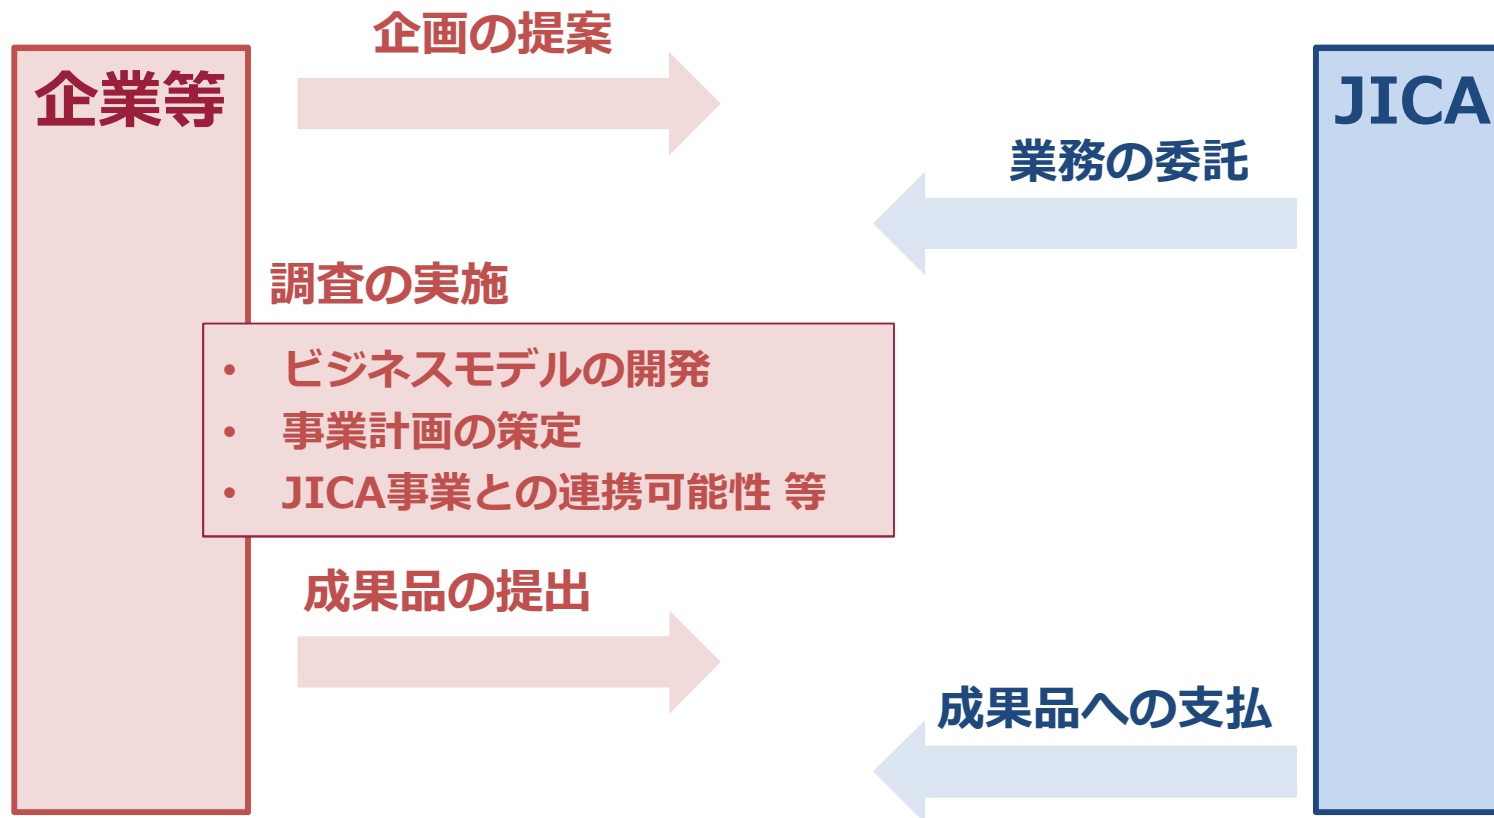 企画の提案
企業等
JICA
業務の委託
調査の実施
• ビジネスモデルの開発
• 事業計画の策定
• JICA事業との連携可能性 等
成果品の提出
成果品への支払